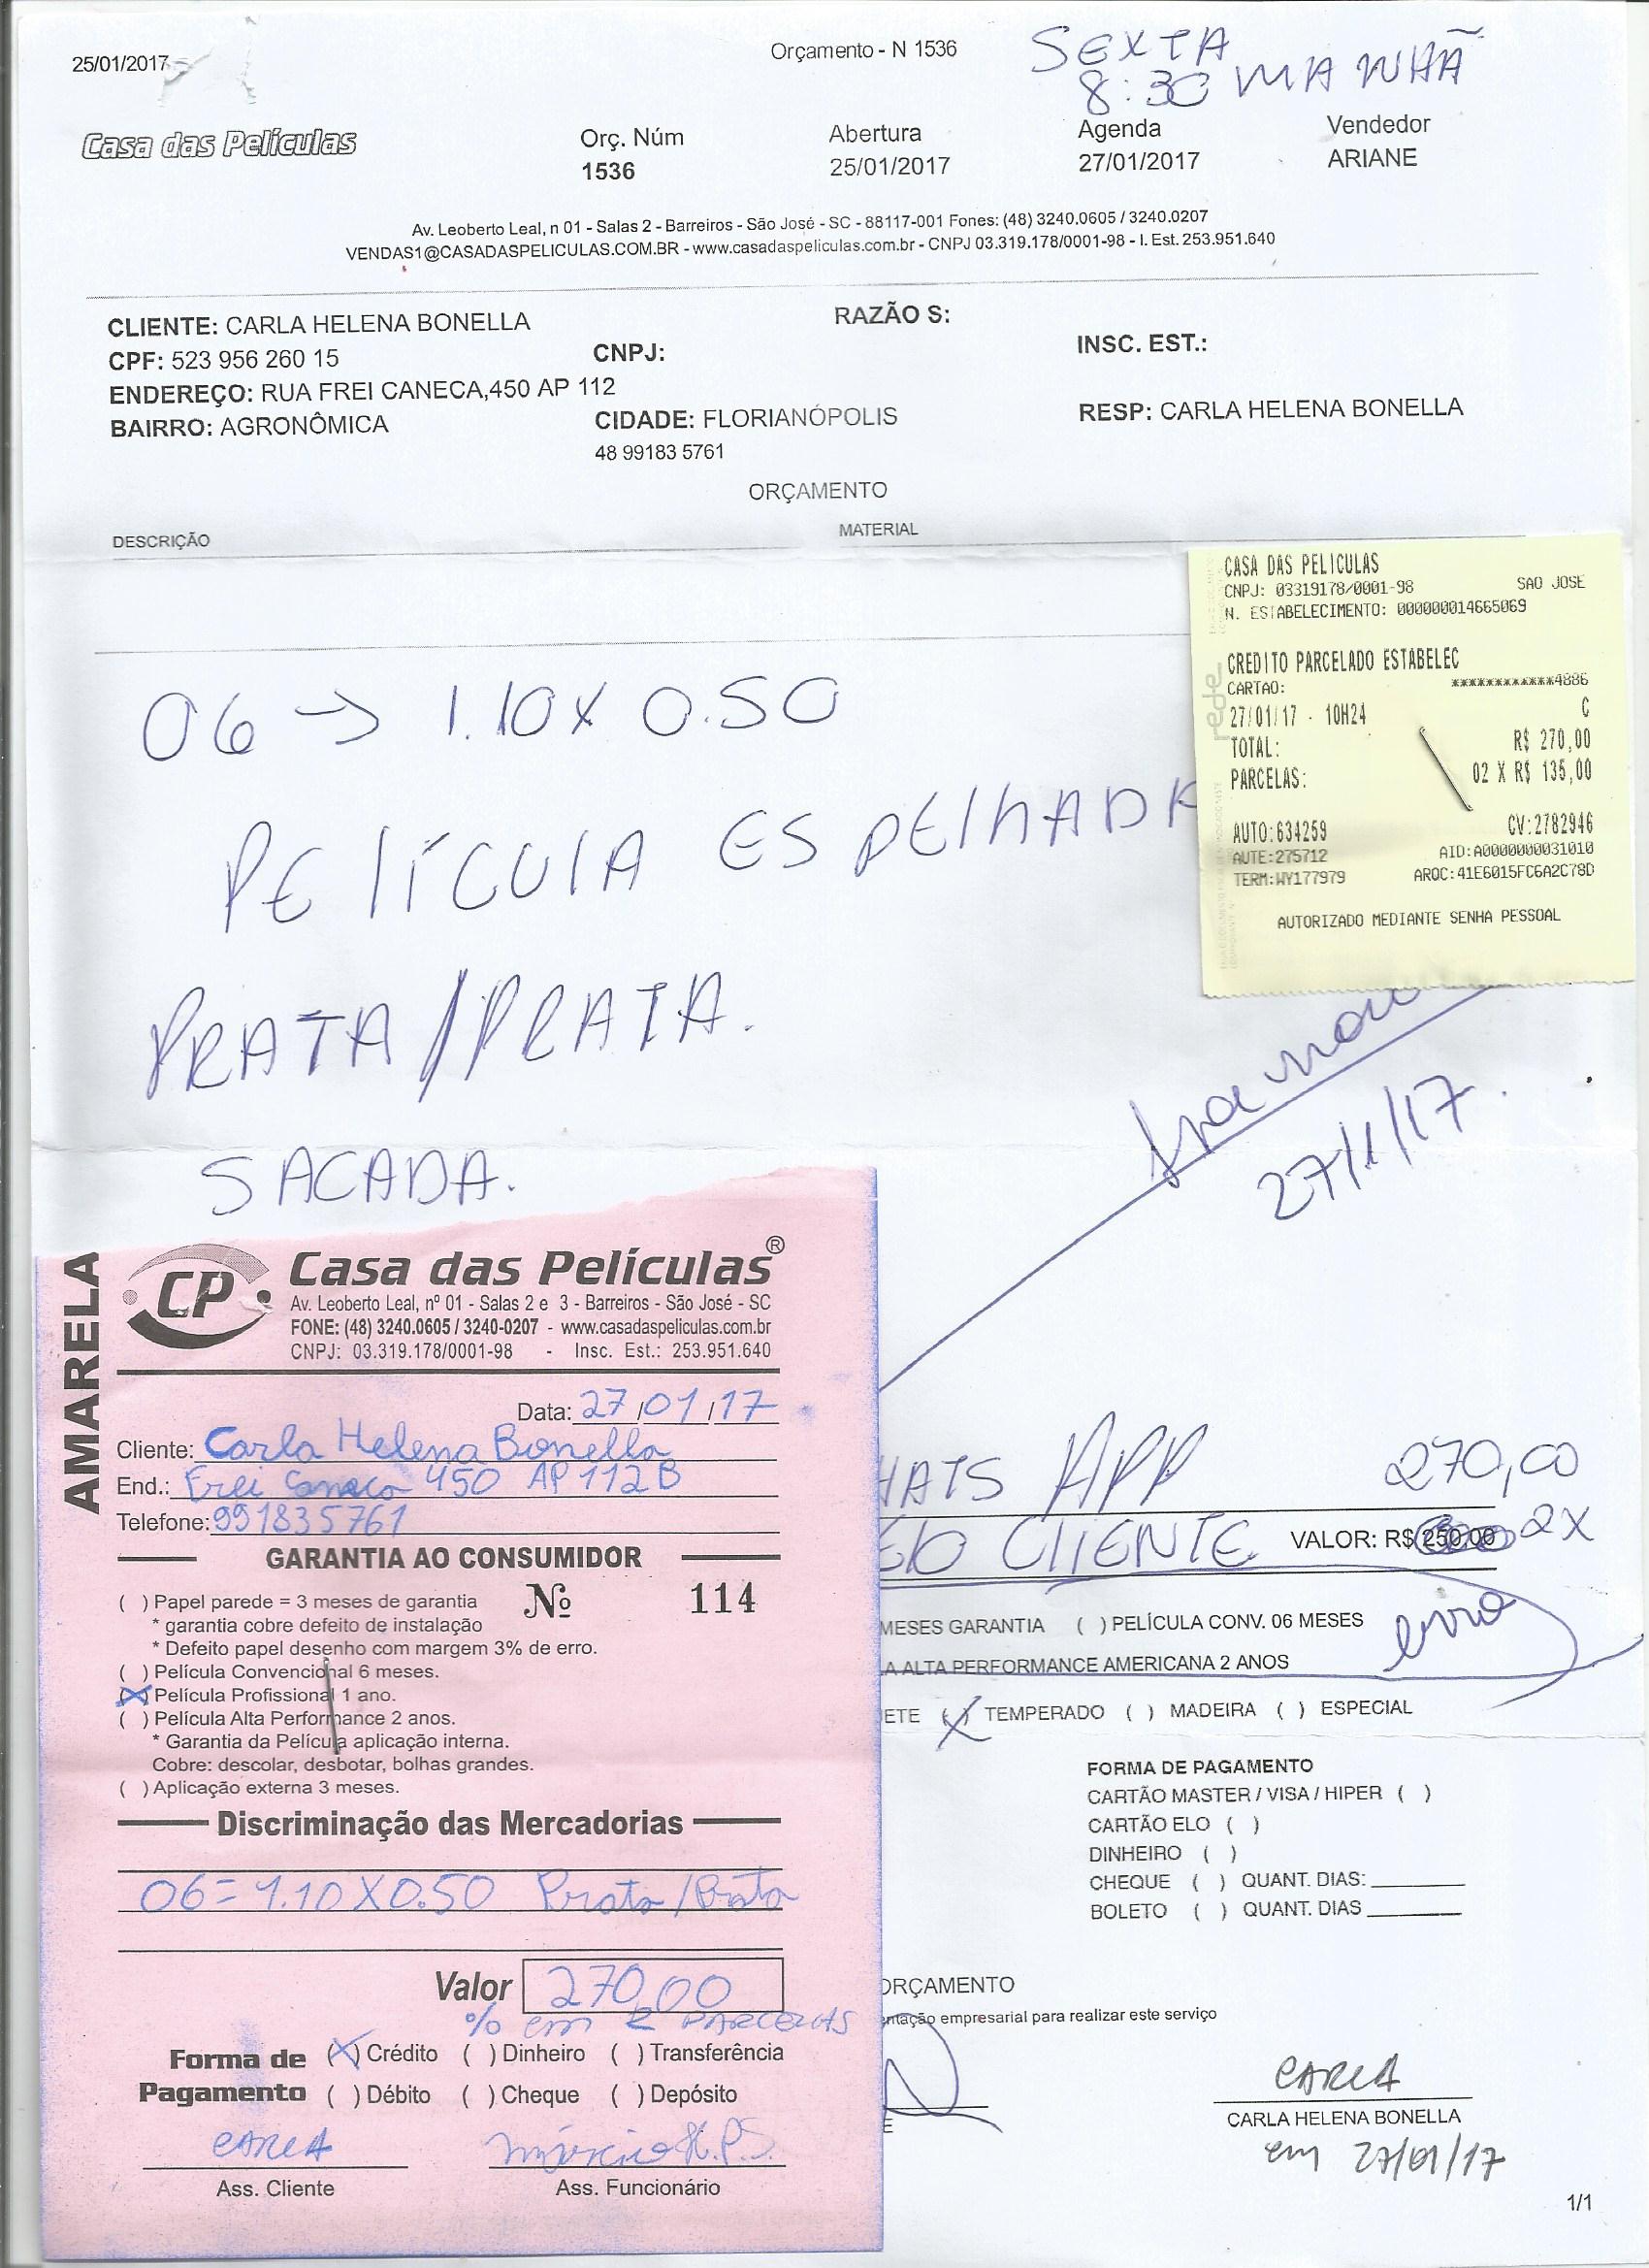 25/01/2017
Orçamento - N 1536
SEXTA
8:30 MANHÃ
Casa das Películas
Orç. Núm
1536
Abertura
25/01/2017
Agenda
27/01/2017
Vendedor
ARIANE
Av. Leoberto Leal, n 01 - Salas 2 - Barreiros - São José - SC - 88117-001 Fones: (48) 3240.0605 / 3240.0207
VENDAS1@CASADASPELICULAS.COM.BR - www.casadaspeliculas.com.br - CNPJ 03.319.178/0001-98 - I. Est. 253.951.640
CLIENTE: CARLA HELENA BONELLA
RAZÃO S:
CPF: 523 956 260 15
CNPJ:
INSC. EST.:
ENDEREÇO: RUA FREI CANECA,450 AP 112
BAIRRO: AGRONÔMICA
CIDADE: FLORIANÓPOLIS
RESP: CARLA HELENA BONELLA
48 99183 5761
ORÇAMENTO
DESCRIÇÃO
MATERIAL
CASA DAS PELICULAS
CNPJ: 03319178/0001-98 SAO JOSE
N. ESTABELECIMENTO: 000000014665069
CREDITO PARCELADO ESTABELEC
CARTAO: ************4886
27/01/17 - 10H24 C
TOTAL: R$ 270,00
PARCELAS: 02 X R$ 135,00
AUTO:634259 CV:2782946
AUTE:275712 AID:A0000000031010
TERM:WY177979 ARQC:41E6015FC6A2C78D
AUTORIZADO MEDIANTE SENHA PESSOAL
rede
06 → 1.10 X 0.50
PELÍCULA ESPELHADA
PRATA/PRATA.
SACADA.
27/1/17.
AMARELA
CP
Casa das Películas®
Av. Leoberto Leal, nº 01 - Salas 2 e 3 - Barreiros - São José - SC
FONE: (48) 3240.0605 / 3240-0207 - www.casadaspeliculas.com.br
CNPJ: 03.319.178/0001-98 - Insc. Est.: 253.951.640
Data: 27/01/17
Cliente: Carla Helena Bonella
End.: Frei Caneca 450 AP 112 B
Telefone: 991835761
GARANTIA AO CONSUMIDOR
( ) Papel parede = 3 meses de garantia
Nº 114
* garantia cobre defeito de instalação
* Defeito papel desenho com margem 3% de erro.
( ) Película Convencional 6 meses.
(X) Película Profissional 1 ano.
( ) Película Alta Performance 2 anos.
* Garantia da Película aplicação interna.
Cobre: descolar, desbotar, bolhas grandes.
( ) Aplicação externa 3 meses.
Discriminação das Mercadorias
06= 1.10 X 0.50 Prata/Prata
Valor 270,00
% em 2 PARCELAS
Forma de Pagamento
(X) Crédito ( ) Dinheiro ( ) Transferência
( ) Débito ( ) Cheque ( ) Depósito
CARLA
Ass. Cliente
Ass. Funcionário
HATS APP 270,00
ELO CLIENTE VALOR: R$ 250.00 2X
MESES GARANTIA ( ) PELÍCULA CONV. 06 MESES
erro
A ALTA PERFORMANCE AMERICANA 2 ANOS
ETE (X) TEMPERADO ( ) MADEIRA ( ) ESPECIAL
FORMA DE PAGAMENTO
CARTÃO MASTER / VISA / HIPER ( )
CARTÃO ELO ( )
DINHEIRO ( )
CHEQUE ( ) QUANT. DIAS:
BOLETO ( ) QUANT. DIAS
ORÇAMENTO
entação empresarial para realizar este serviço
E
CARLA
CARLA HELENA BONELLA
em 27/01/17
1/1